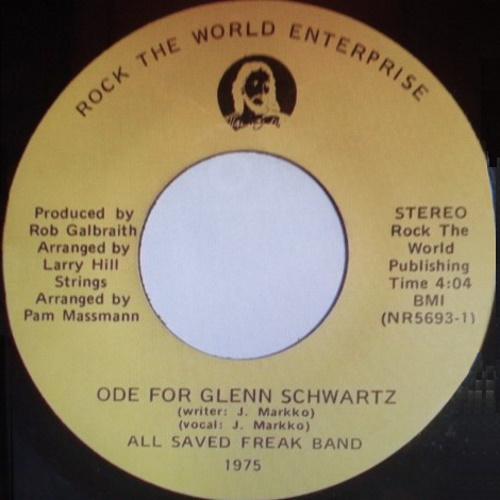 ROCK THE WORLD ENTERPRISE
Produced by
Rob Galbraith
Arranged by
Larry Hill
Strings
Arranged by
Pam Massmann
STEREO
Rock The
World
Publishing
Time 4:04
BMI
(NR5693-1)
ODE FOR GLENN SCHWARTZ
(writer: J. Markko)
(vocal: J. Markko)
ALL SAVED FREAK BAND
1975